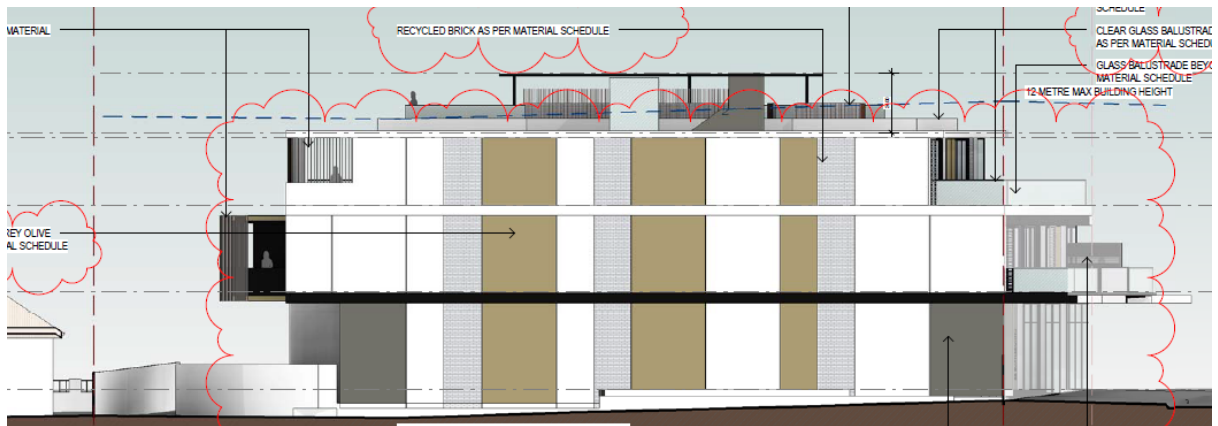 MATERIAL
RECYCLED BRICK AS PER MATERIAL SCHEDULE
SCHEDULE
CLEAR GLASS BALUSTRAD
AS PER MATERIAL SCHEDU
GLASS BALUSTRADE BEYO
MATERIAL SCHEDULE
12 METRE MAX BUILDING HEIGHT
REY OLIVE
AL SCHEDULE